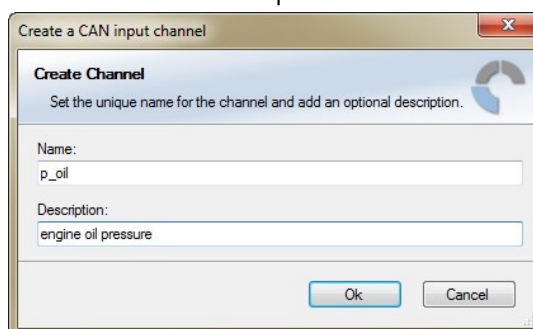 Create a CAN input channel
Create Channel
Set the unique name for the channel and add an optional description.
Name:
p_oil
Description:
engine oil pressure
Ok
Cancel